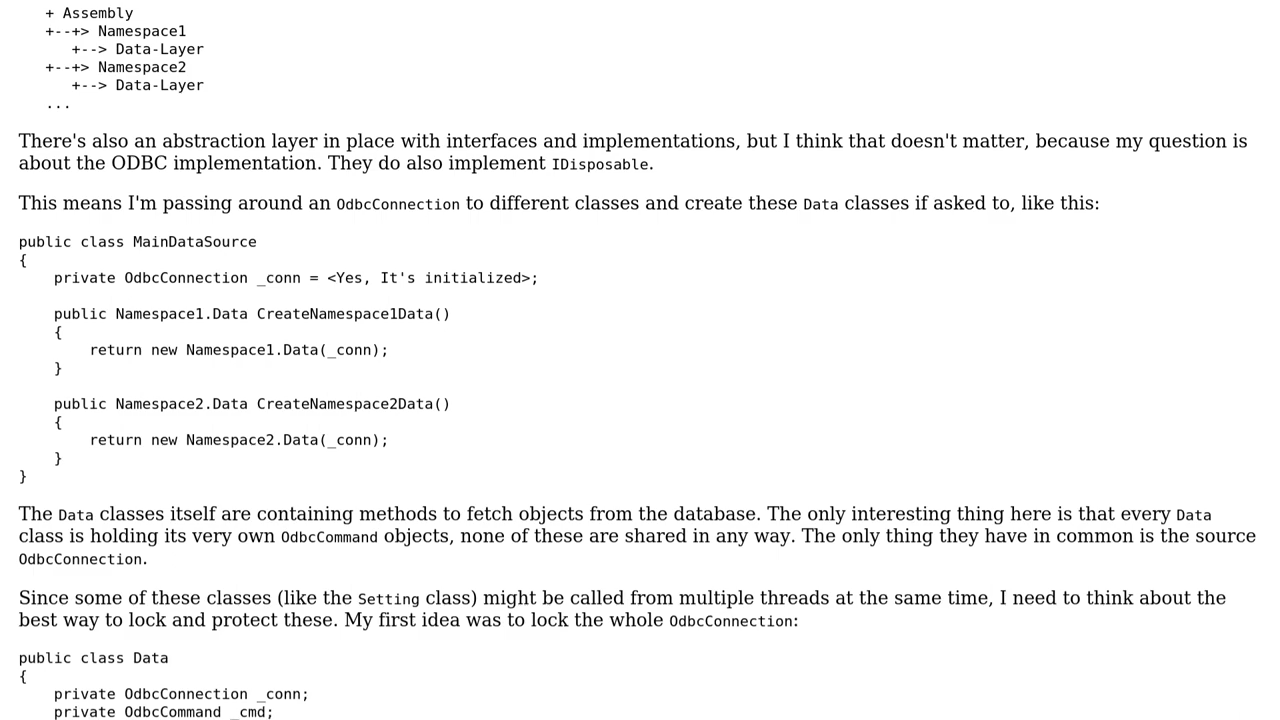 + Assembly
+--+> Namespace1
+--> Data-Layer
+--+> Namespace2
+--> Data-Layer
...
There's also an abstraction layer in place with interfaces and implementations, but I think that doesn't matter, because my question is
about the ODBC implementation. They do also implement IDisposable.
This means I'm passing around an OdbcConnection to different classes and create these Data classes if asked to, like this:
public class MainDataSource
{
    private OdbcConnection _conn = <Yes, It's initialized>;
    public Namespace1.Data CreateNamespace1Data()
    {
        return new Namespace1.Data(_conn);
    }
    public Namespace2.Data CreateNamespace2Data()
    {
        return new Namespace2.Data(_conn);
    }
}
The Data classes itself are containing methods to fetch objects from the database. The only interesting thing here is that every Data
class is holding its very own OdbcCommand objects, none of these are shared in any way. The only thing they have in common is the source
OdbcConnection.
Since some of these classes (like the Setting class) might be called from multiple threads at the same time, I need to think about the
best way to lock and protect these. My first idea was to lock the whole OdbcConnection:
public class Data
{
    private OdbcConnection _conn;
    private OdbcCommand _cmd;